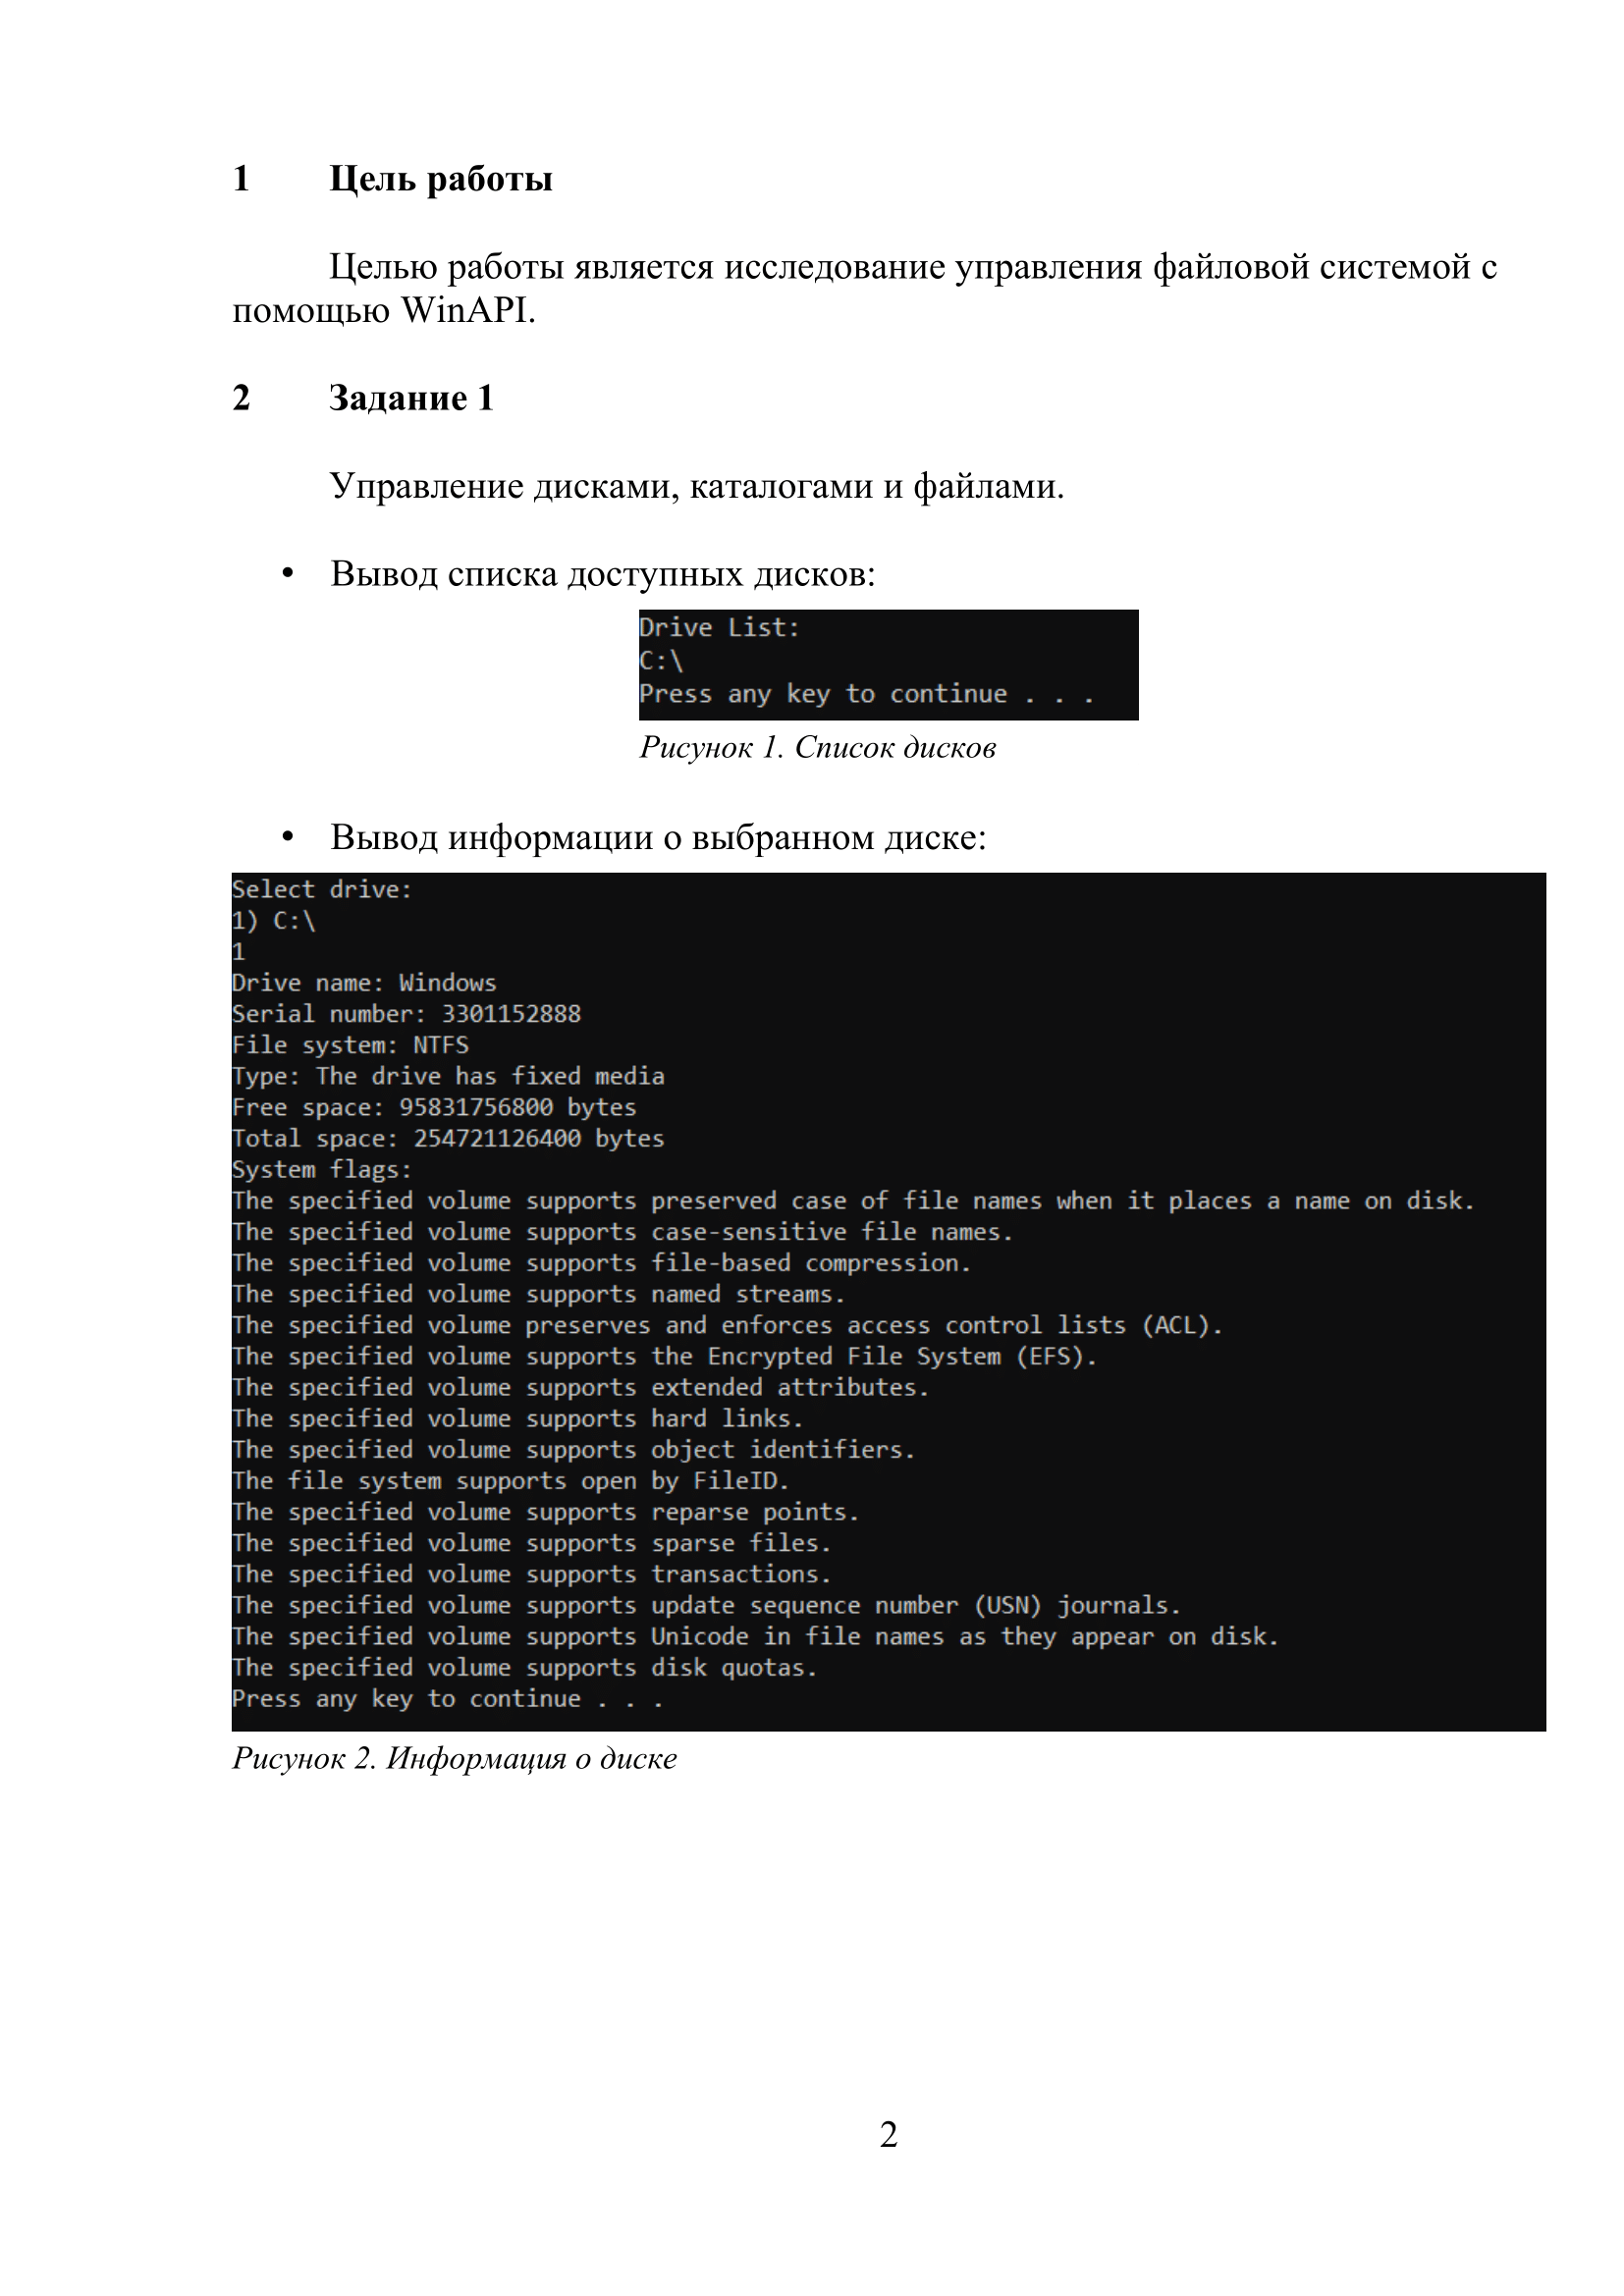 1 Цель работы
Целью работы является исследование управления файловой системой с
помощью WinAPI.
2 Задание 1
Управление дисками, каталогами и файлами.
• Вывод списка доступных дисков:
Drive List:
C:\
Press any key to continue . . .
Рисунок 1. Список дисков
• Вывод информации о выбранном диске:
Select drive:
1) C:\
1
Drive name: Windows
Serial number: 3301152888
File system: NTFS
Type: The drive has fixed media
Free space: 95831756800 bytes
Total space: 254721126400 bytes
System flags:
The specified volume supports preserved case of file names when it places a name on disk.
The specified volume supports case-sensitive file names.
The specified volume supports file-based compression.
The specified volume supports named streams.
The specified volume preserves and enforces access control lists (ACL).
The specified volume supports the Encrypted File System (EFS).
The specified volume supports extended attributes.
The specified volume supports hard links.
The specified volume supports object identifiers.
The file system supports open by FileID.
The specified volume supports reparse points.
The specified volume supports sparse files.
The specified volume supports transactions.
The specified volume supports update sequence number (USN) journals.
The specified volume supports Unicode in file names as they appear on disk.
The specified volume supports disk quotas.
Press any key to continue . . .
Рисунок 2. Информация о диске
2